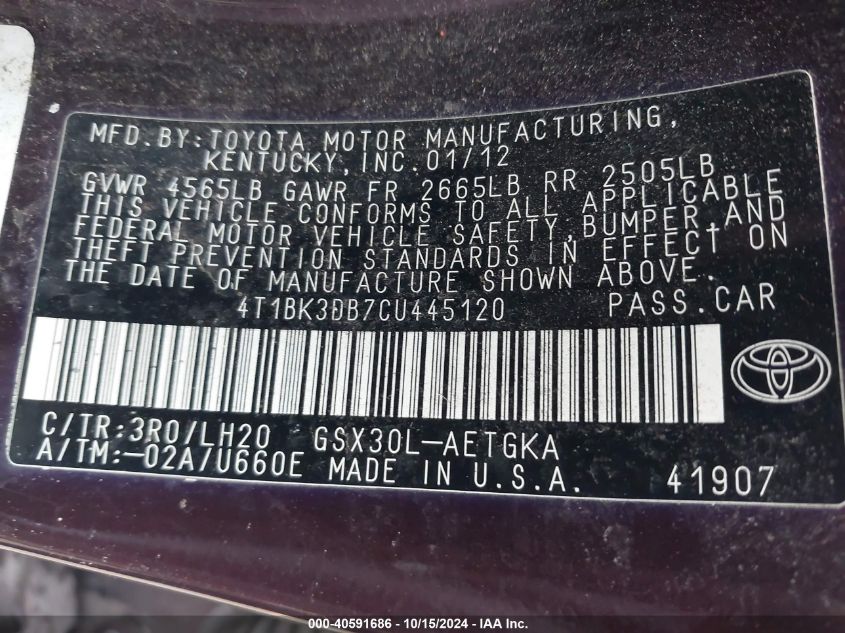 MFD.BY:TOYOTA MOTOR MANUFACTURING,
KENTUCKY,INC.01/12
GVWR 4565LB GAWR FR 2665LB RR 2505LB
THIS VEHICLE CONFORMS TO ALL APPLICABLE
FEDERAL MOTOR VEHICLE SAFETY,BUMPER,AND
THEFT PREVENTION STANDARDS IN EFFECT ON
THE DATE OF MANUFACTURE SHOWN ABOVE.
4T1BK3DB7CU445120 PASS.CAR
C/TR:3R0/LH20 GSX30L-AETGKA
A/TM:-02A/U660E MADE IN U.S.A. 41907
000-40591686 - 10/15/2024 - IAA Inc.